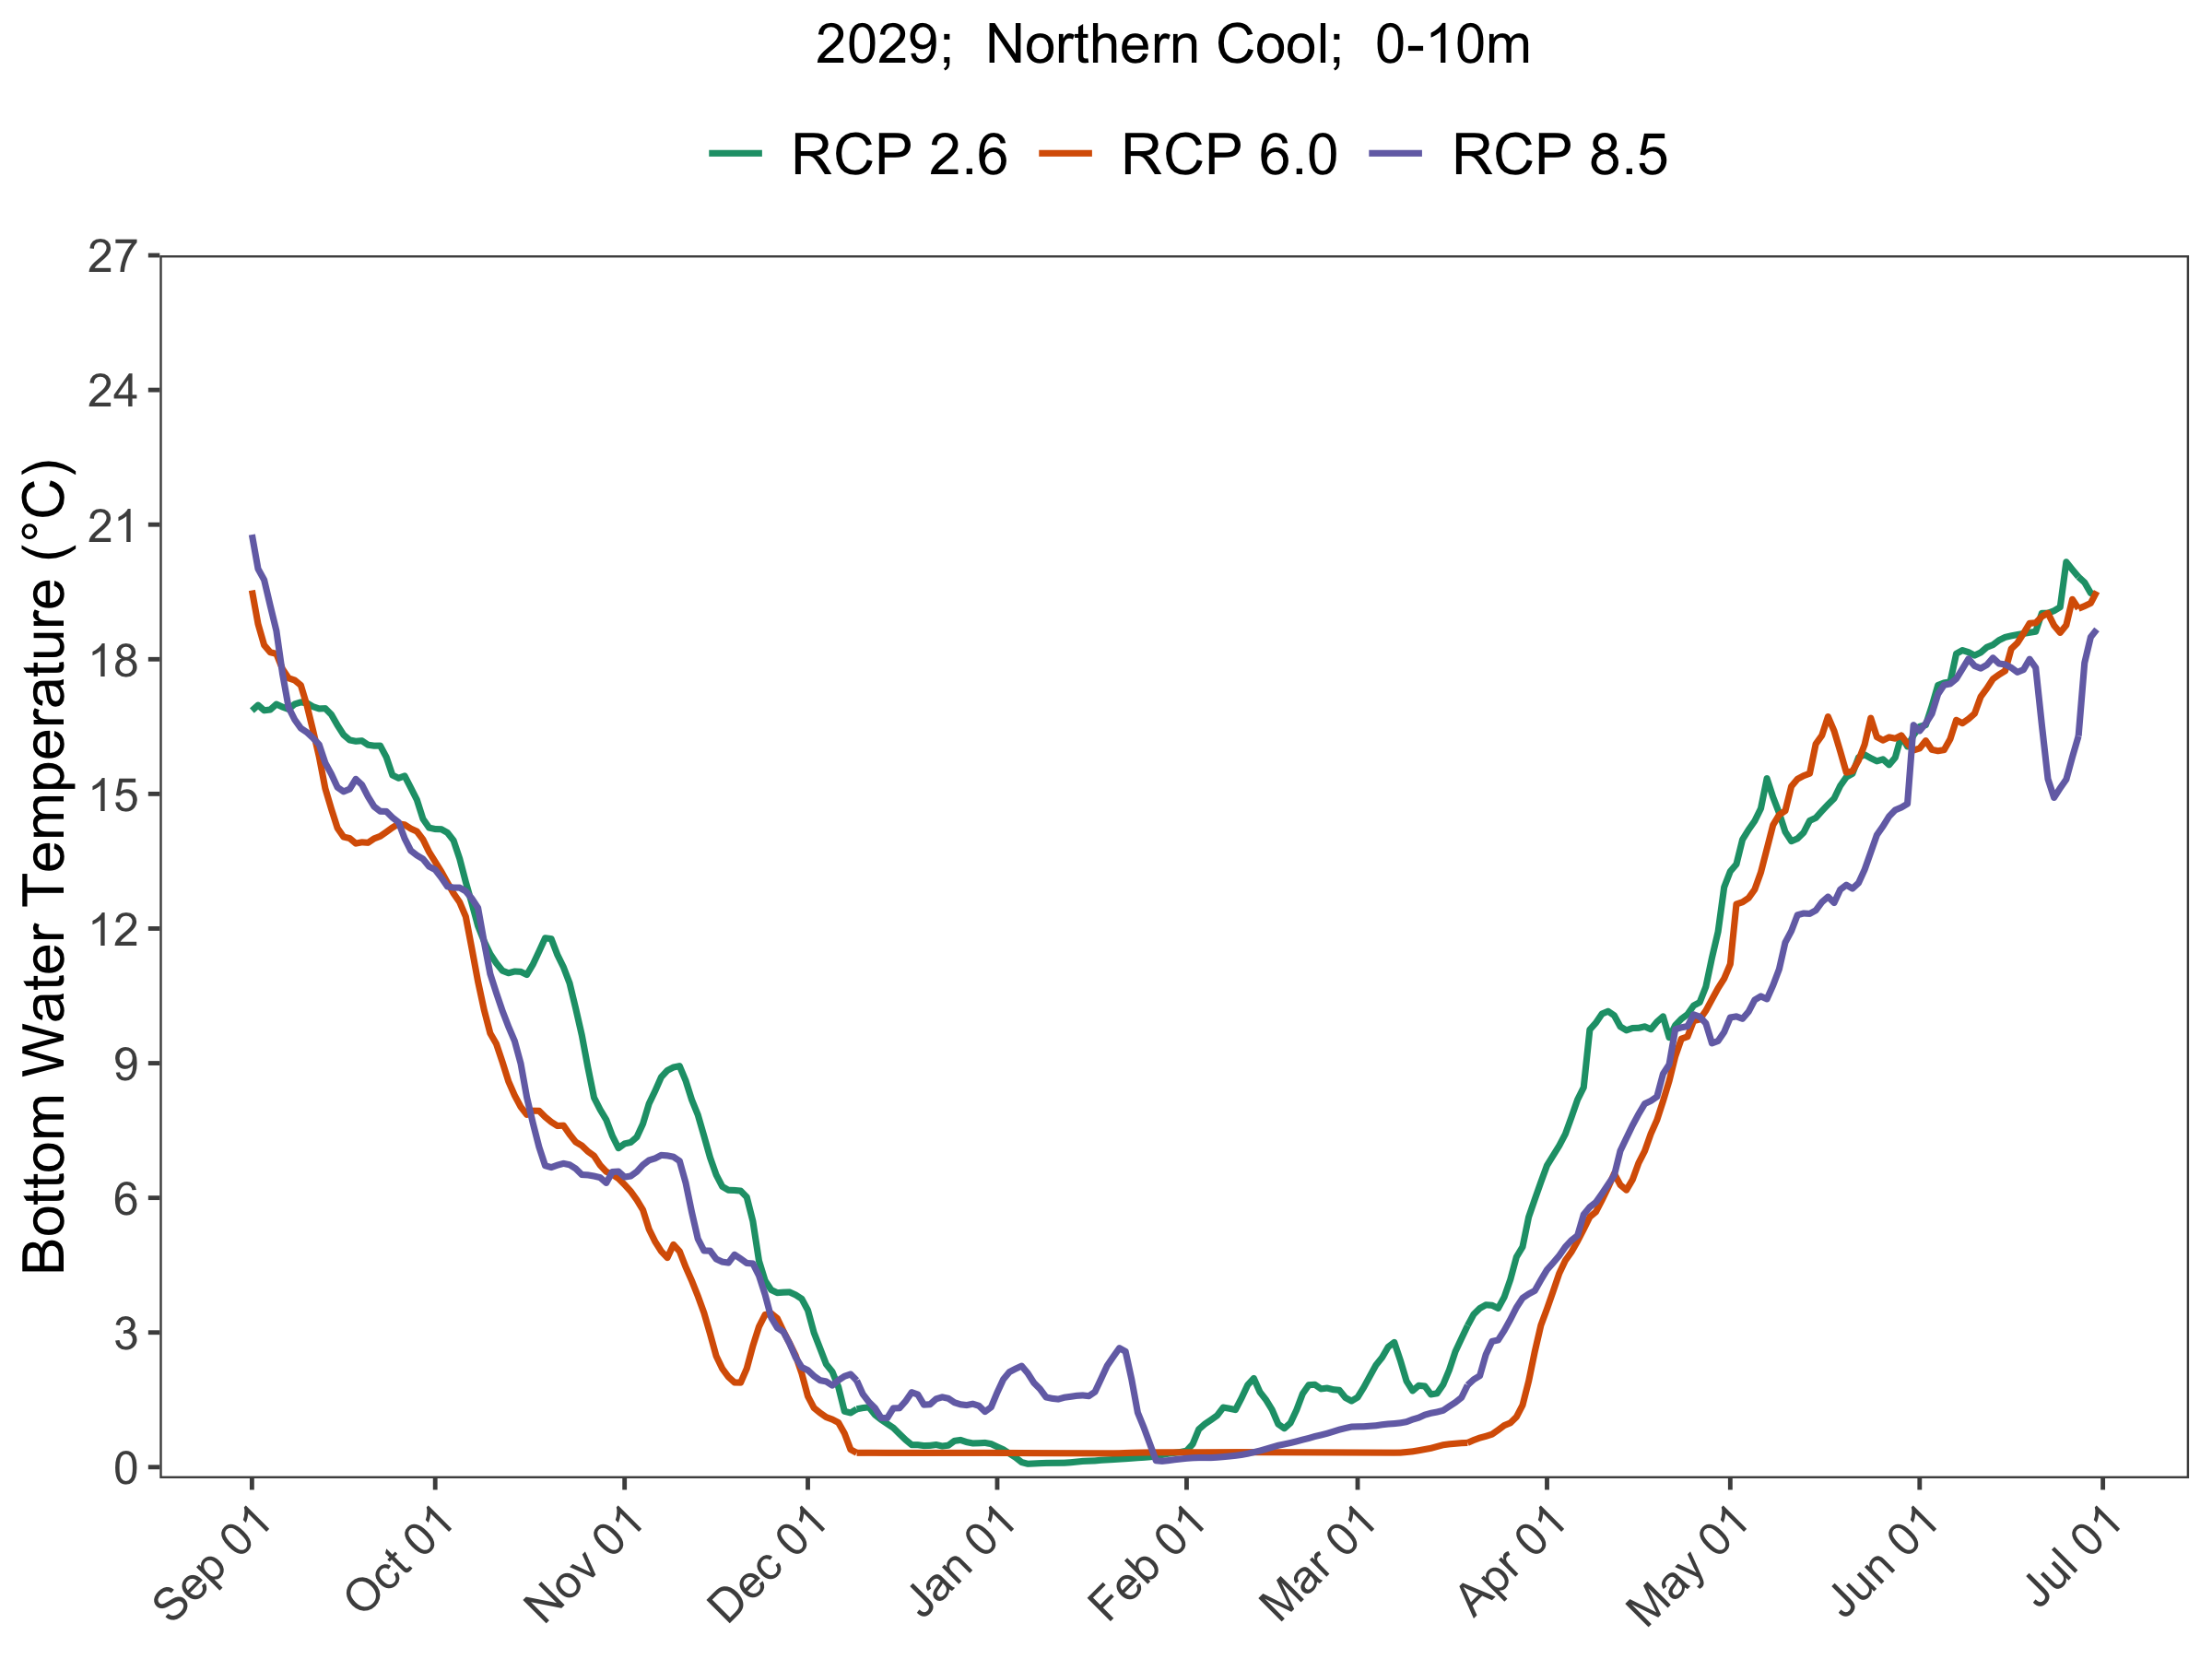 2029;  Northern Cool;  0-10m
RCP 2.6 RCP 6.0 RCP 8.5
Bottom Water Temperature (°C)
27
24
21
18
15
12
9
6
3
0
Sep 01 Oct 01 Nov 01 Dec 01 Jan 01 Feb 01 Mar 01 Apr 01 May 01 Jun 01 Jul 01